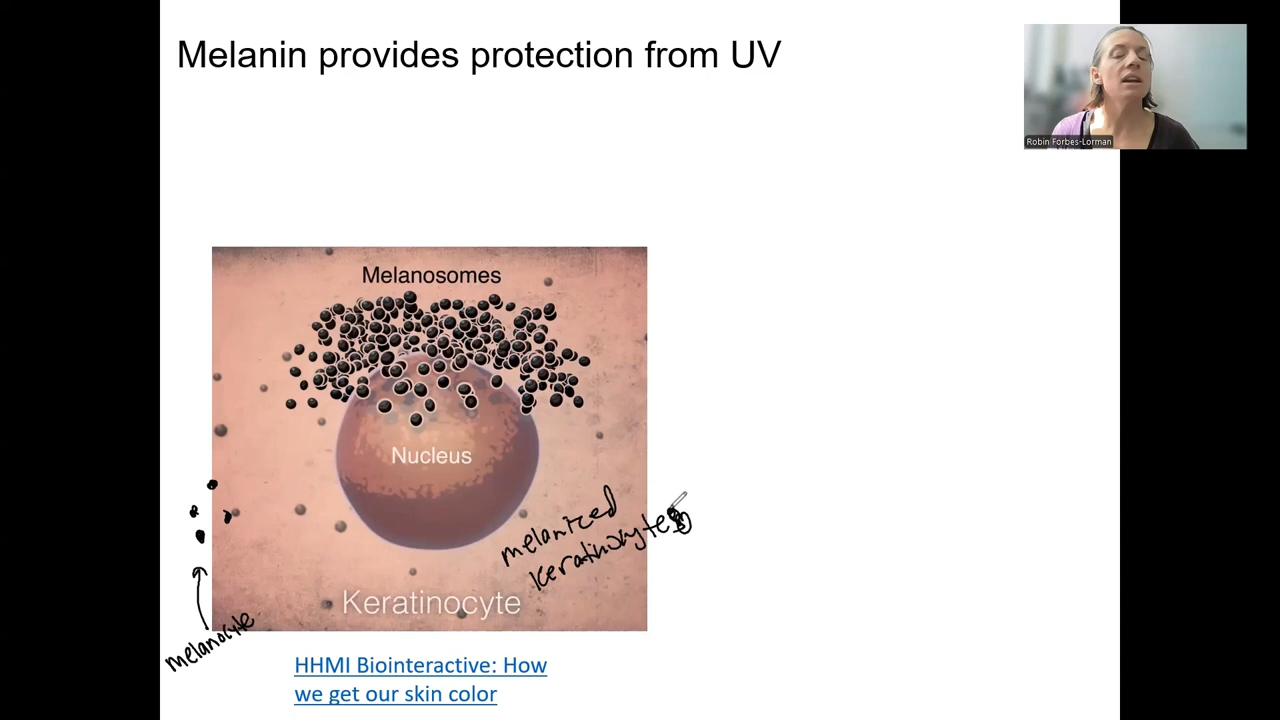 Melanin provides protection from UV
Robin Forbes-Lorman
Melanosomes
Nucleus
melanized
keratinocyte
Keratinocyte
melanocyte
HHMI Biointeractive: How
we get our skin color